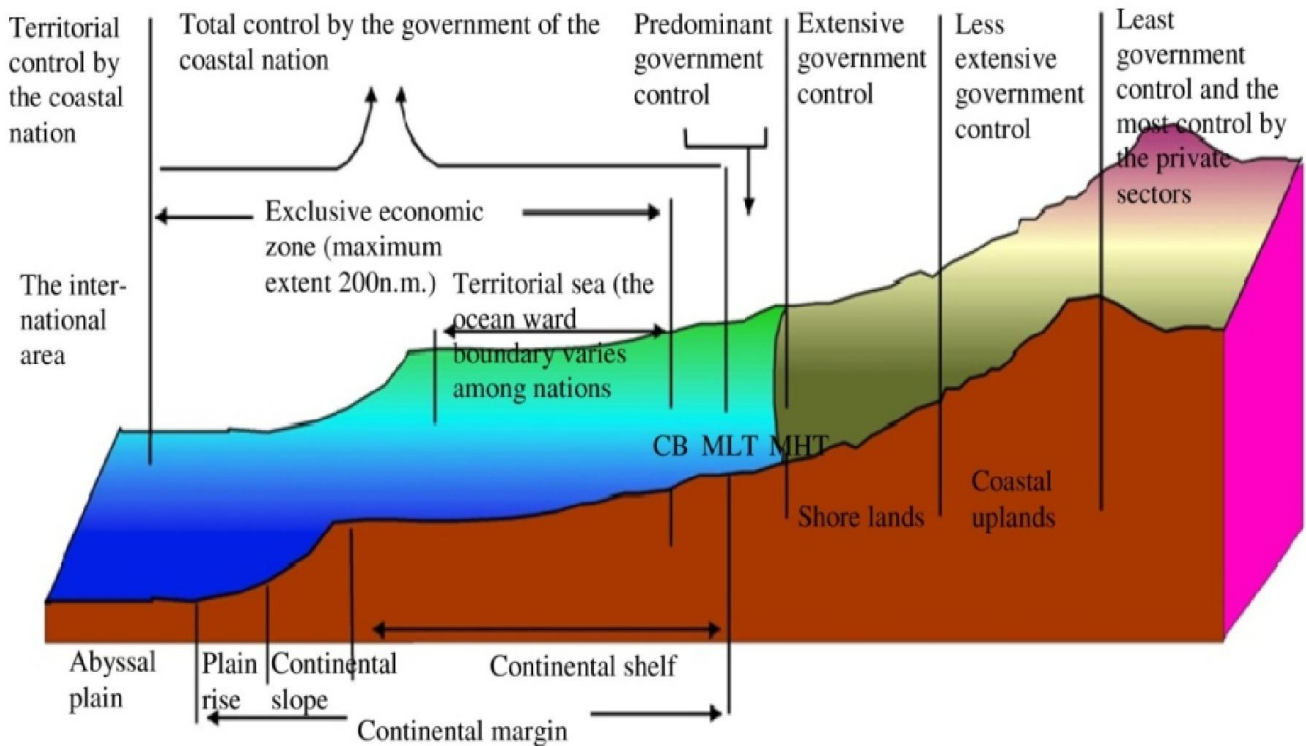 Territorial
control by
the coastal
nation
Total control by the government of the
coastal nation
Predominant
government
control
Extensive
government
control
Less
extensive
government
control
Least
government
control and the
most control by
the private
sectors
Exclusive economic
zone (maximum
extent 200n.m.)
The inter-
national
area
Territorial sea (the
ocean ward
boundary varies
among nations
CB MLT MHT
Shore lands
Coastal
uplands
Abyssal
plain
Plain
rise
Continental
slope
Continental shelf
Continental margin